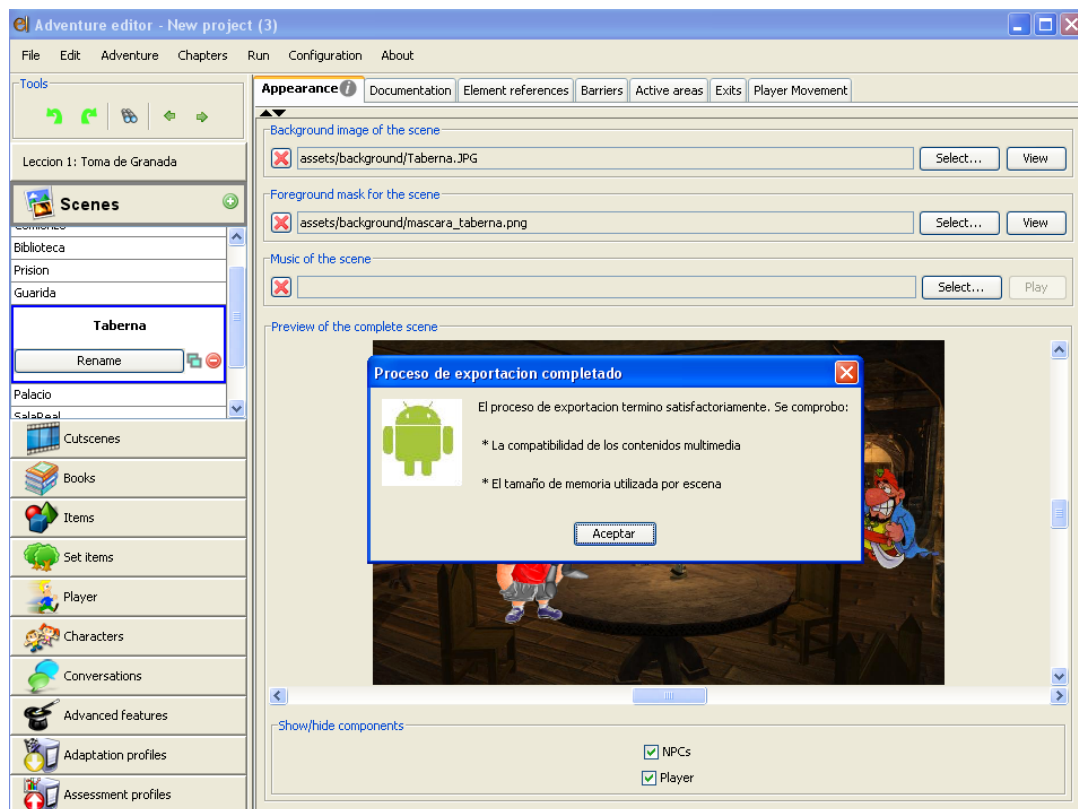 Adventure editor - New project (3)
File Edit Adventure Chapters Run Configuration About
Tools
Leccion 1: Toma de Granada
Scenes
Comienzo
Biblioteca
Prision
Guarida
Taberna
Rename
Palacio
SalaReal
Cutscenes
Books
Items
Set items
Player
Characters
Conversations
Advanced features
Adaptation profiles
Assessment profiles
Appearance Documentation Element references Barriers Active areas Exits Player Movement
Background image of the scene
assets/background/Taberna.JPG Select... View
Foreground mask for the scene
assets/background/mascara_taberna.png Select... View
Music of the scene
Select... Play
Preview of the complete scene
Proceso de exportacion completado
El proceso de exportacion termino satisfactoriamente. Se comprobo:
* La compatibilidad de los contenidos multimedia
* El tamaño de memoria utilizada por escena
Aceptar
Show/hide components
NPCs
Player